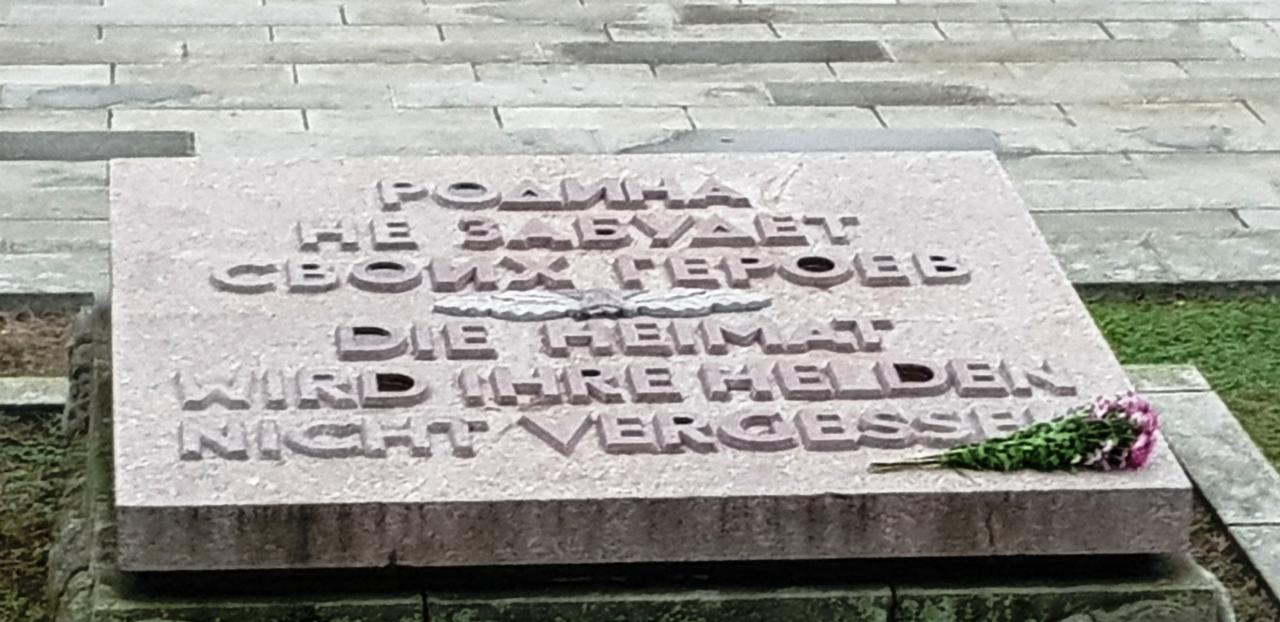 РОДИНА
НЕ ЗАБУДЕТ
СВОИХ ГЕРОЕВ
DIE HEIMAT
WIRD IHRE HELDEN
NICHT VERGESSE